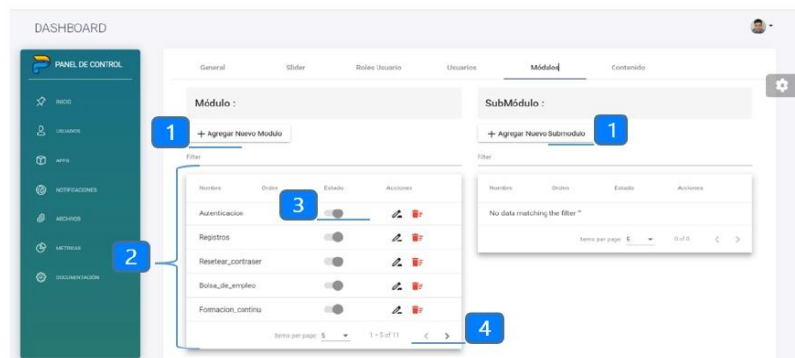 DASHBOARD
PANEL DE CONTROL
INICIO
USUARIOS
APPS
NOTIFICACIONES
ARCHIVOS
METRICAS
DOCUMENTACIÓN
General Slider Roles Usuario Usuarios Módulos Contenido
Módulo :
1
+ Agregar Nuevo Modulo
Filter
2
Nombre Orden Estado Acciones
3
Autenticacion
Registros
Resetear_contraser
Bolsa_de_empleo
Formacion_continu
Items per page: 5 1 – 5 of 11 < >
4
SubMódulo :
+ Agregar Nuevo Submodulo
1
Filter
Nombre Orden Estado Acciones
No data matching the filter "
Items per page: 5 0 of 0 < >